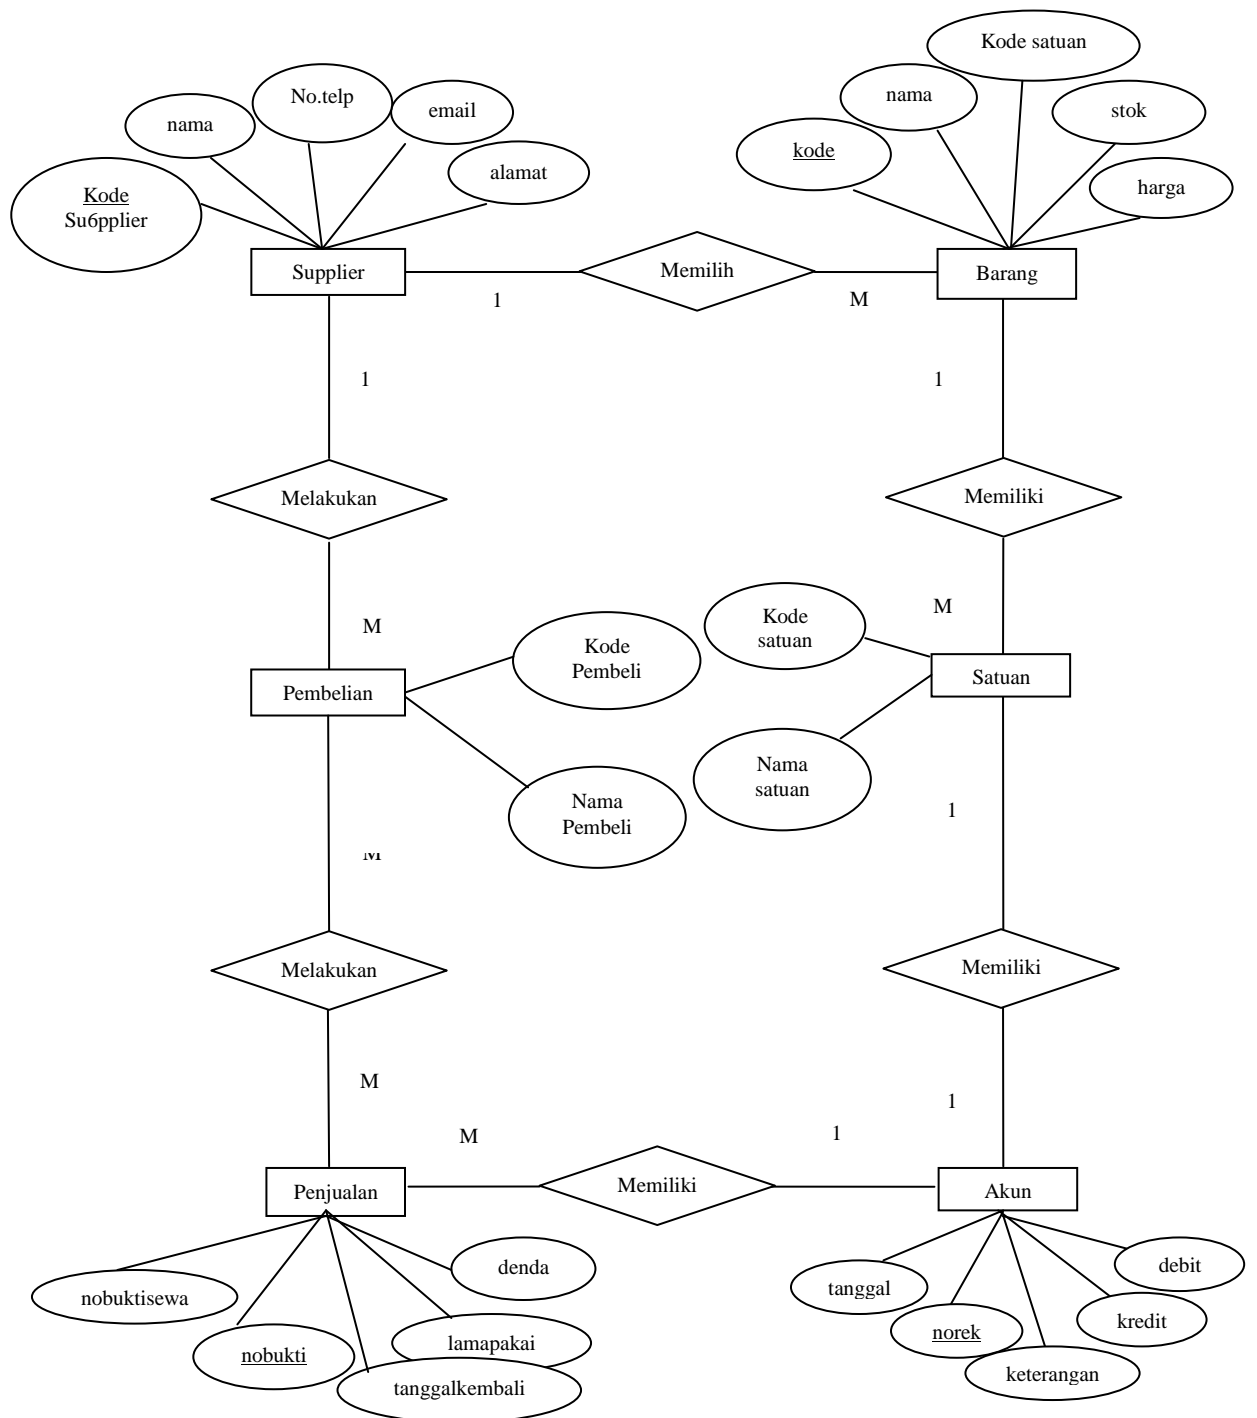 Kode satuan
No.telp
nama
email
nama
stok
kode
alamat
harga
Kode
Su6pplier
Supplier
Memilih
Barang
1
M
1
1
Melakukan
Memiliki
M
M
Kode
satuan
Kode
Pembeli
Pembelian
Satuan
Nama
satuan
Nama
Pembeli
1
M
Melakukan
Memiliki
M
1
M
1
Penjualan
Memiliki
Akun
denda
debit
nobuktisewa
tanggal
kredit
norek
lamapakai
nobukti
keterangan
tanggalkembali